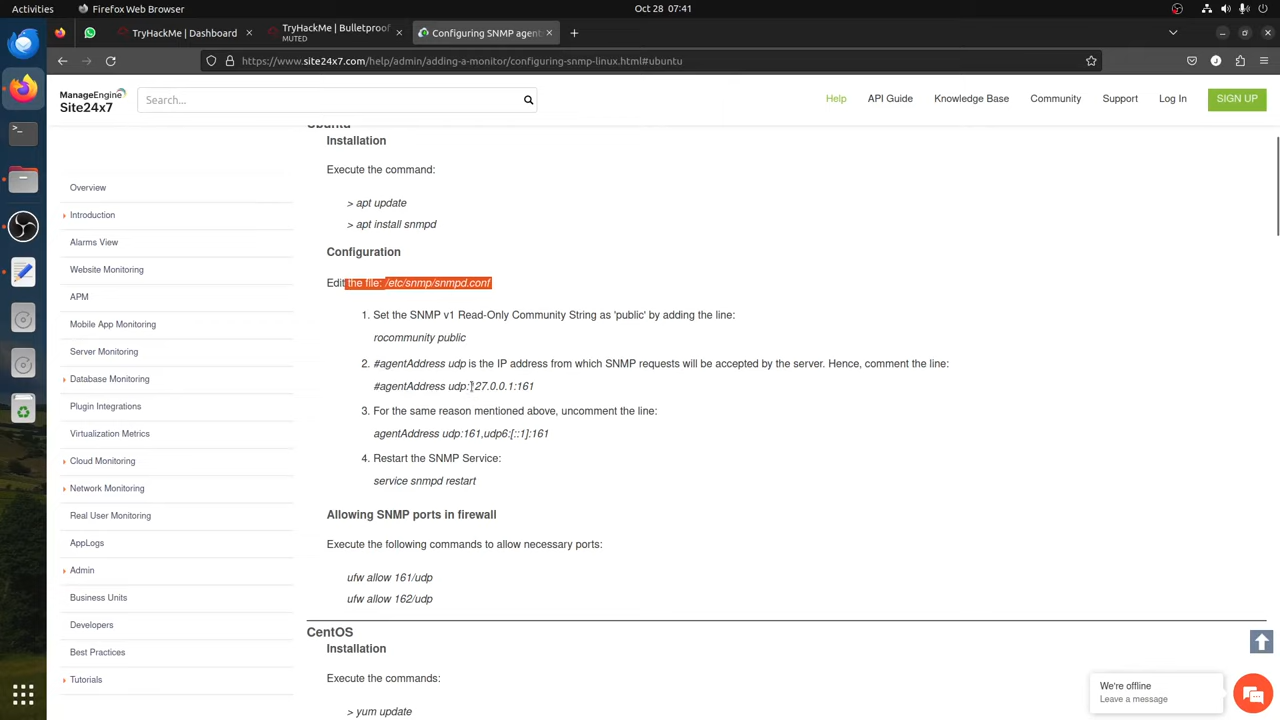 Activities
Firefox Web Browser
Oct 28 07:41
TryHackMe | Dashboard
TryHackMe | Bulletproof
MUTED
Configuring SNMP agent
https://www.site24x7.com/help/admin/adding-a-monitor/configuring-snmp-linux.html#ubuntu
ManageEngine
Site24x7
Search...
Help
API Guide
Knowledge Base
Community
Support
Log In
SIGN UP
Overview
Introduction
Alarms View
Website Monitoring
APM
Mobile App Monitoring
Server Monitoring
Database Monitoring
Plugin Integrations
Virtualization Metrics
Cloud Monitoring
Network Monitoring
Real User Monitoring
AppLogs
Admin
Business Units
Developers
Best Practices
Tutorials
Ubuntu
Installation
Execute the command:
> apt update
> apt install snmpd
Configuration
Edit the file: /etc/snmp/snmpd.conf
1. Set the SNMP v1 Read-Only Community String as 'public' by adding the line:
rocommunity public
2. #agentAddress udp is the IP address from which SNMP requests will be accepted by the server. Hence, comment the line:
#agentAddress udp:127.0.0.1:161
3. For the same reason mentioned above, uncomment the line:
agentAddress udp:161,udp6:[::1]:161
4. Restart the SNMP Service:
service snmpd restart
Allowing SNMP ports in firewall
Execute the following commands to allow necessary ports:
ufw allow 161/udp
ufw allow 162/udp
CentOS
Installation
Execute the commands:
> yum update
We're offline
Leave a message